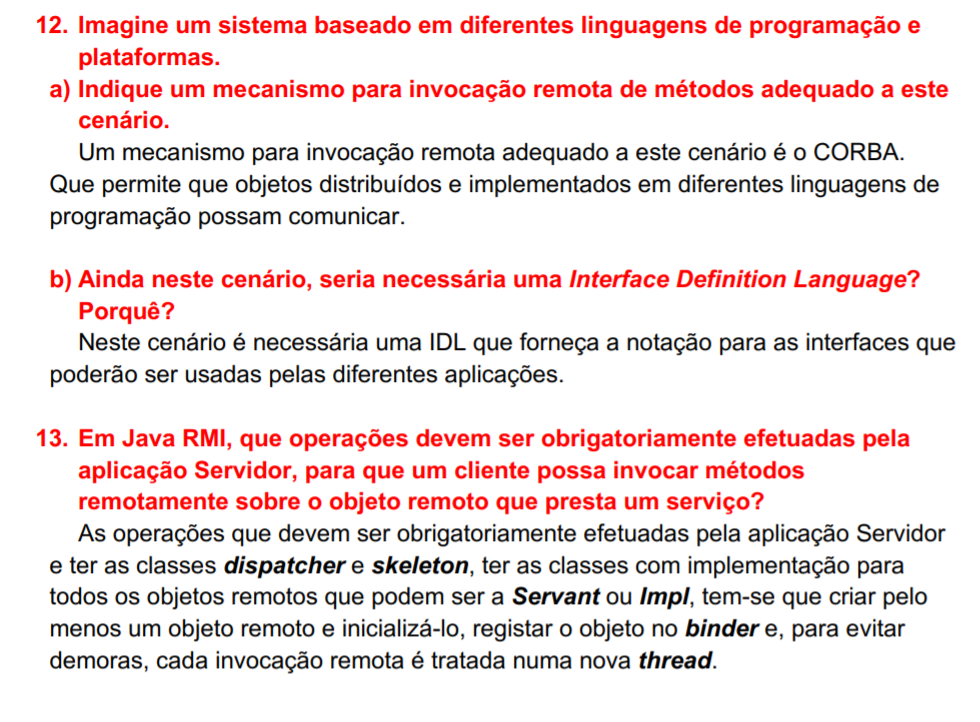 12. Imagine um sistema baseado em diferentes linguagens de programação e
plataformas.
a) Indique um mecanismo para invocação remota de métodos adequado a este
cenário.
Um mecanismo para invocação remota adequado a este cenário é o CORBA.
Que permite que objetos distribuídos e implementados em diferentes linguagens de
programação possam comunicar.
b) Ainda neste cenário, seria necessária uma Interface Definition Language?
Porquê?
Neste cenário é necessária uma IDL que forneça a notação para as interfaces que
poderão ser usadas pelas diferentes aplicações.
13. Em Java RMI, que operações devem ser obrigatoriamente efetuadas pela
aplicação Servidor, para que um cliente possa invocar métodos
remotamente sobre o objeto remoto que presta um serviço?
As operações que devem ser obrigatoriamente efetuadas pela aplicação Servidor
e ter as classes dispatcher e skeleton, ter as classes com implementação para
todos os objetos remotos que podem ser a Servant ou Impl, tem-se que criar pelo
menos um objeto remoto e inicializá-lo, registar o objeto no binder e, para evitar
demoras, cada invocação remota é tratada numa nova thread.